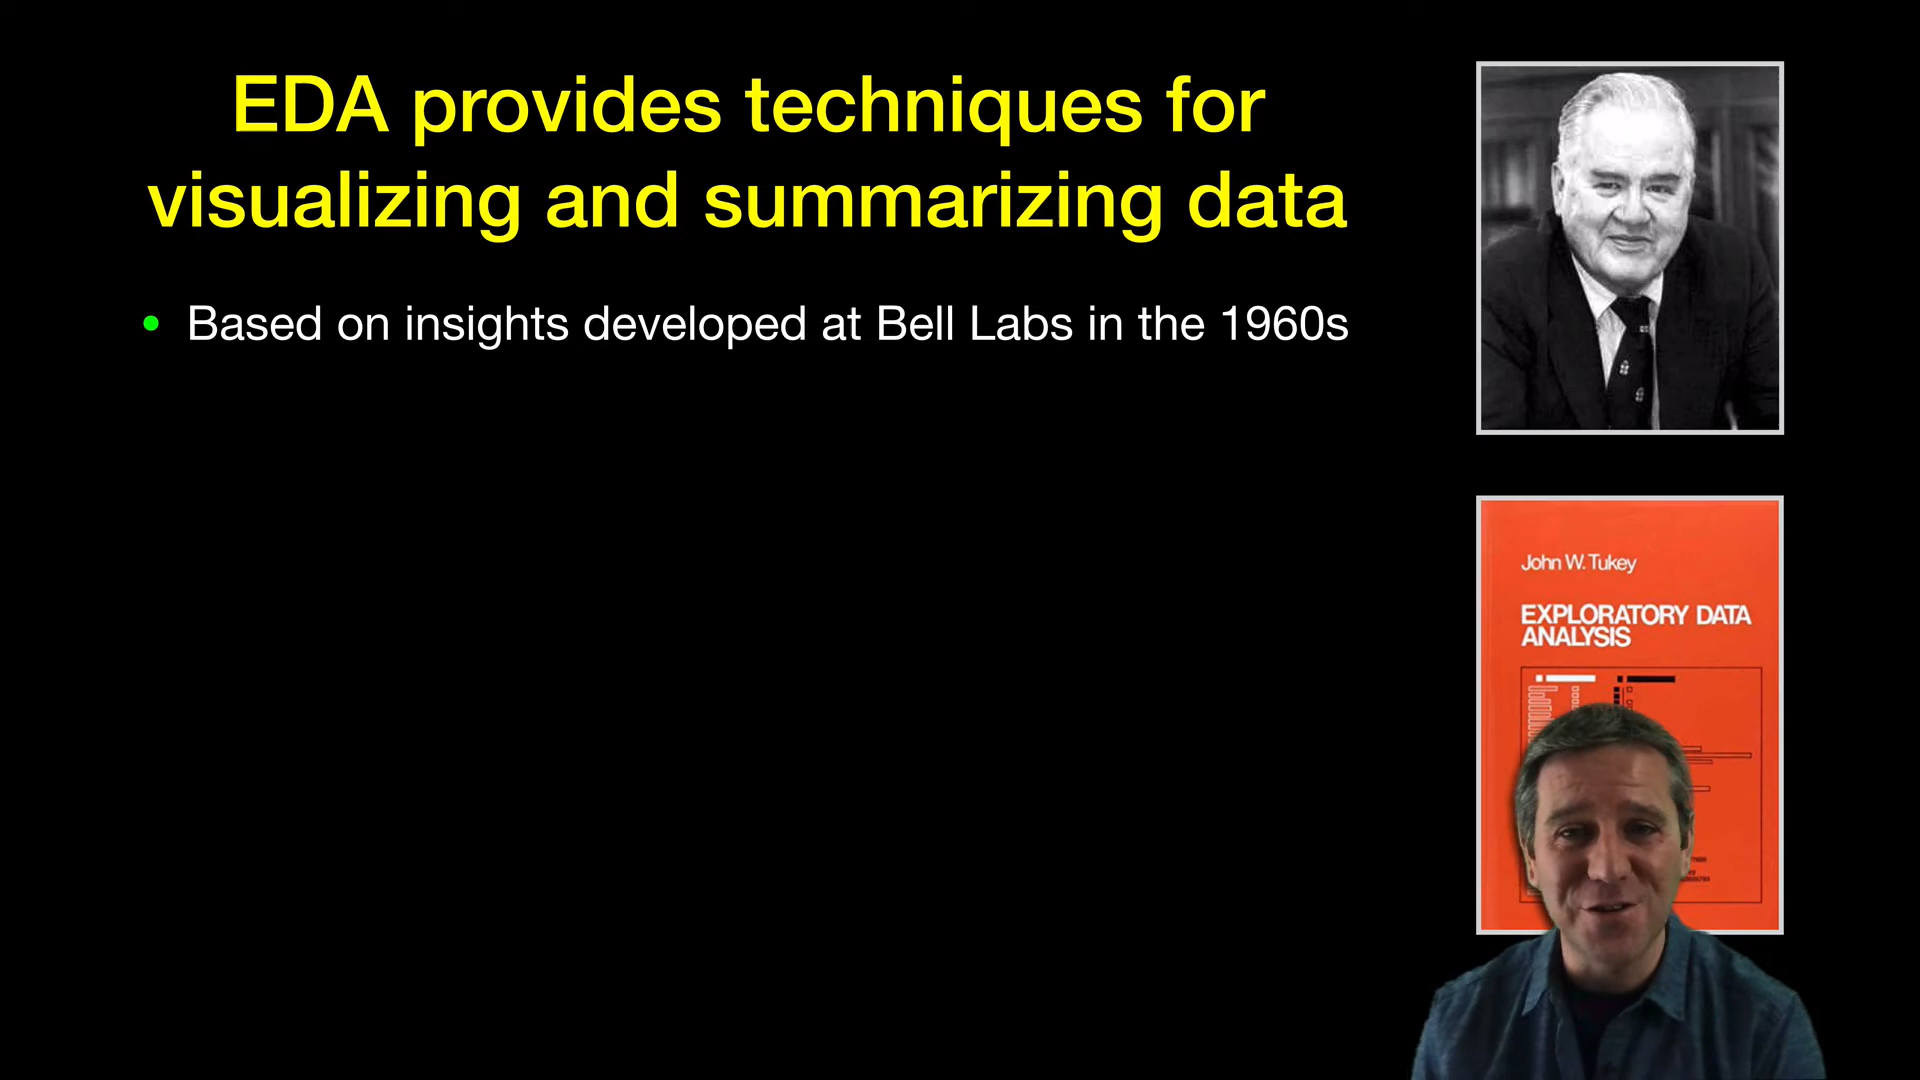 EDA provides techniques for
visualizing and summarizing data
• Based on insights developed at Bell Labs in the 1960s
John W. Tukey
EXPLORATORY DATA
ANALYSIS